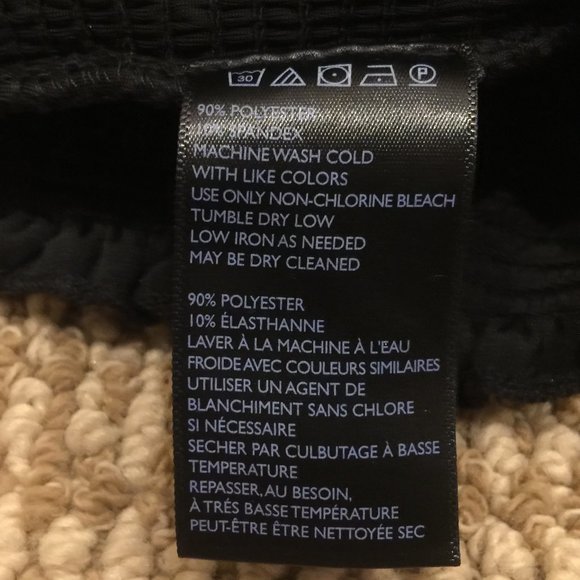 30 P
90% POLYESTER
10% SPANDEX
MACHINE WASH COLD
WITH LIKE COLORS
USE ONLY NON-CHLORINE BLEACH
TUMBLE DRY LOW
LOW IRON AS NEEDED
MAY BE DRY CLEANED
90% POLYESTER
10% ÉLASTHANNE
LAVER À LA MACHINE À L'EAU
FROIDE AVEC COULEURS SIMILAIRES
UTILISER UN AGENT DE
BLANCHIMENT SANS CHLORE
SI NÉCESSAIRE
SECHER PAR CULBUTAGE À BASSE
TEMPERATURE
REPASSER, AU BESOIN,
À TRÉS BASSE TEMPÉRATURE
PEUT-ÊTRE ÊTRE NETTOYÉE SEC